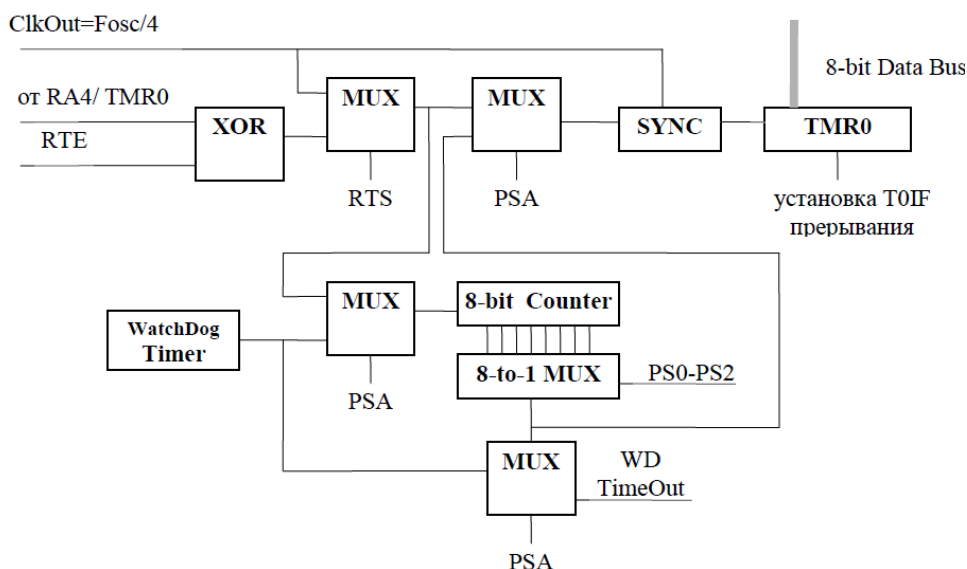 ClkOut=Fosc/4
8-bit Data Bus
от RA4/ TMR0
RTE
XOR
MUX
MUX
SYNC
TMR0
RTS
PSA
установка T0IF
прерывания
WatchDog
Timer
MUX
8-bit Counter
8-to-1 MUX
PS0-PS2
PSA
MUX
WD
TimeOut
PSA